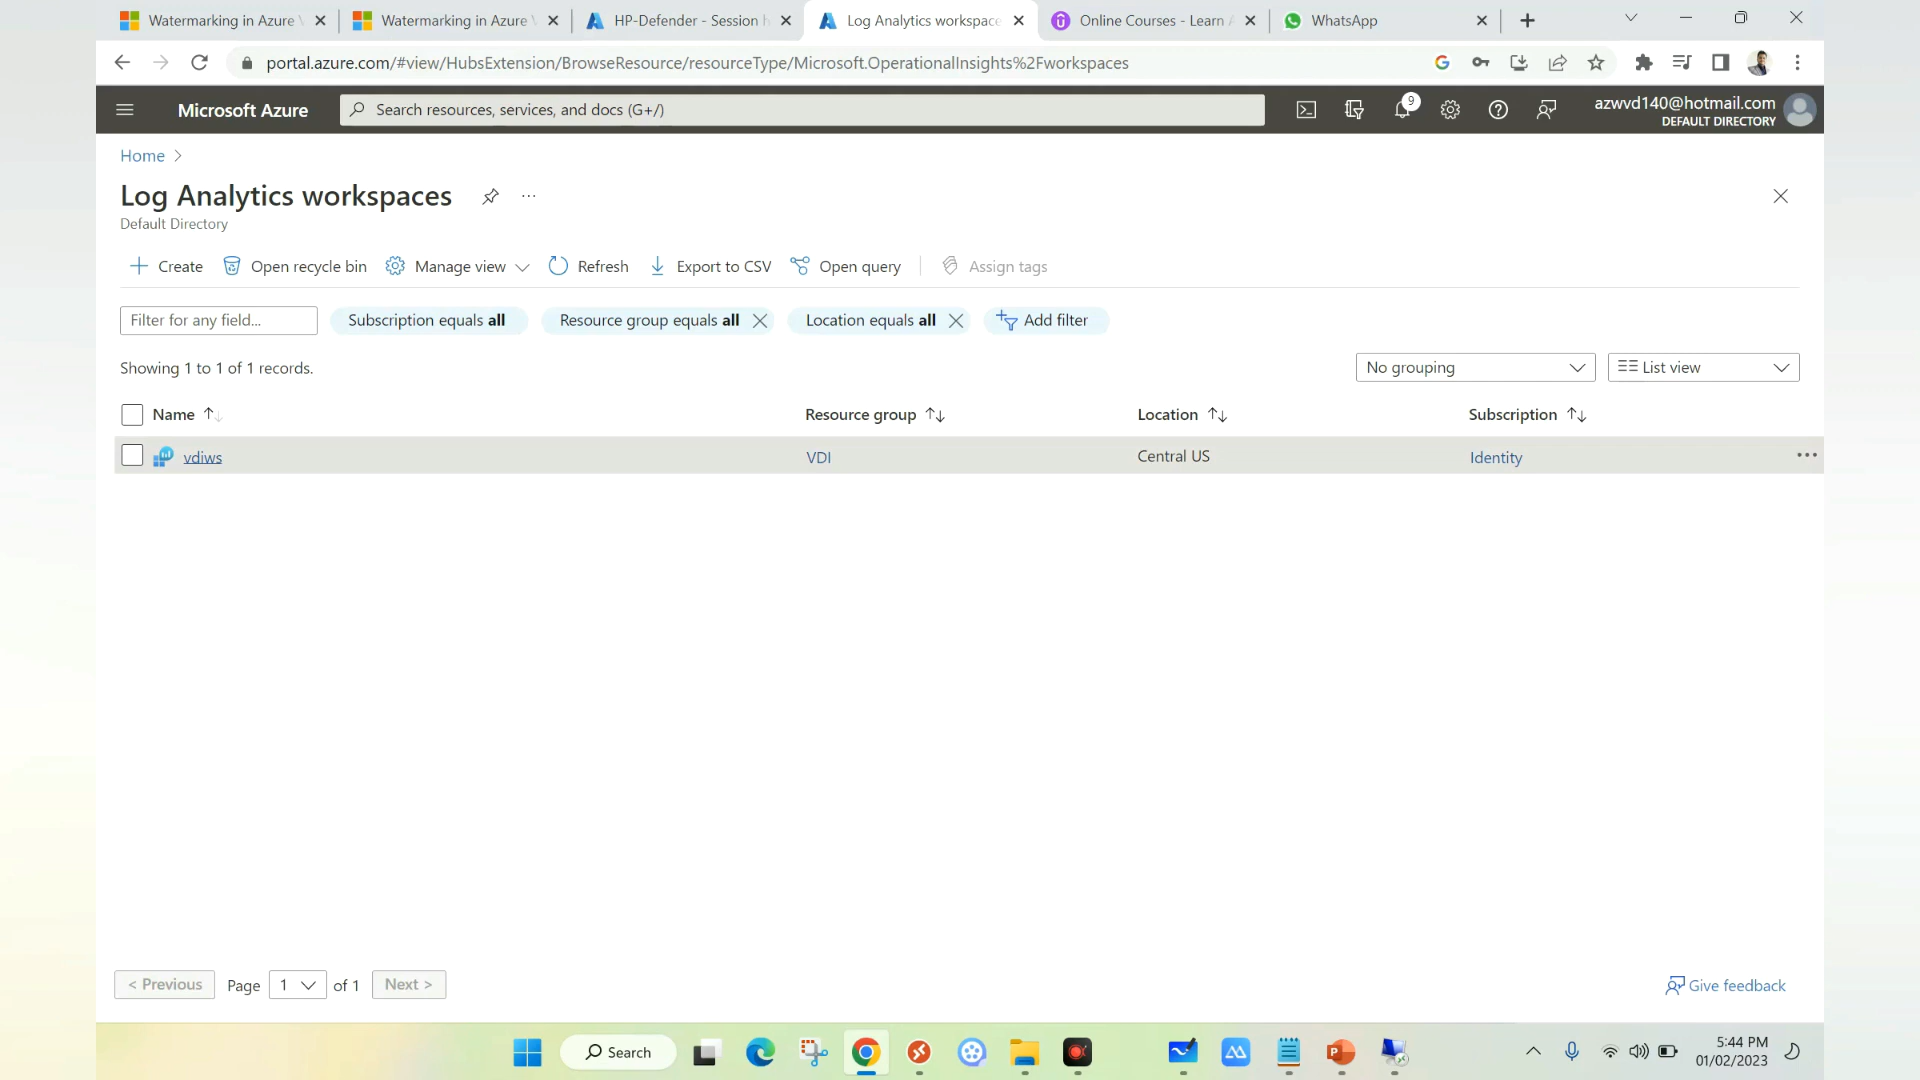 Watermarking in Azure V
Watermarking in Azure V
HP-Defender - Session h
Log Analytics workspace
Online Courses - Learn A
WhatsApp
portal.azure.com/#view/HubsExtension/BrowseResource/resourceType/Microsoft.OperationalInsights%2Fworkspaces
Microsoft Azure
Search resources, services, and docs (G+/)
9
azwvd140@hotmail.com
DEFAULT DIRECTORY
Home >
Log Analytics workspaces
Default Directory
Create
Open recycle bin
Manage view
Refresh
Export to CSV
Open query
Assign tags
Filter for any field...
Subscription equals all
Resource group equals all
Location equals all
Add filter
Showing 1 to 1 of 1 records.
No grouping
List view
Name
Resource group
Location
Subscription
vdiws
VDI
Central US
Identity
< Previous
Page 1 of 1
Next >
Give feedback
Search
5:44 PM
01/02/2023